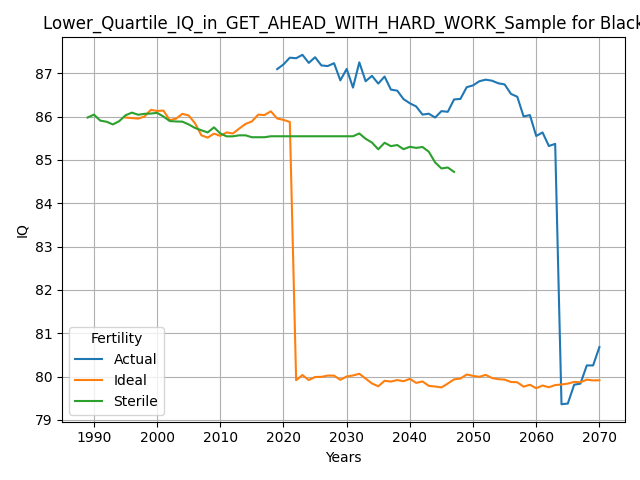 Lower_Quartile_IQ_in_GET_AHEAD_WITH_HARD_WORK_Sample for Black
87
86
85
84
83
82
81
80
79
IQ
Fertility
Actual
Ideal
Sterile
1990 2000 2010 2020 2030 2040 2050 2060 2070
Years